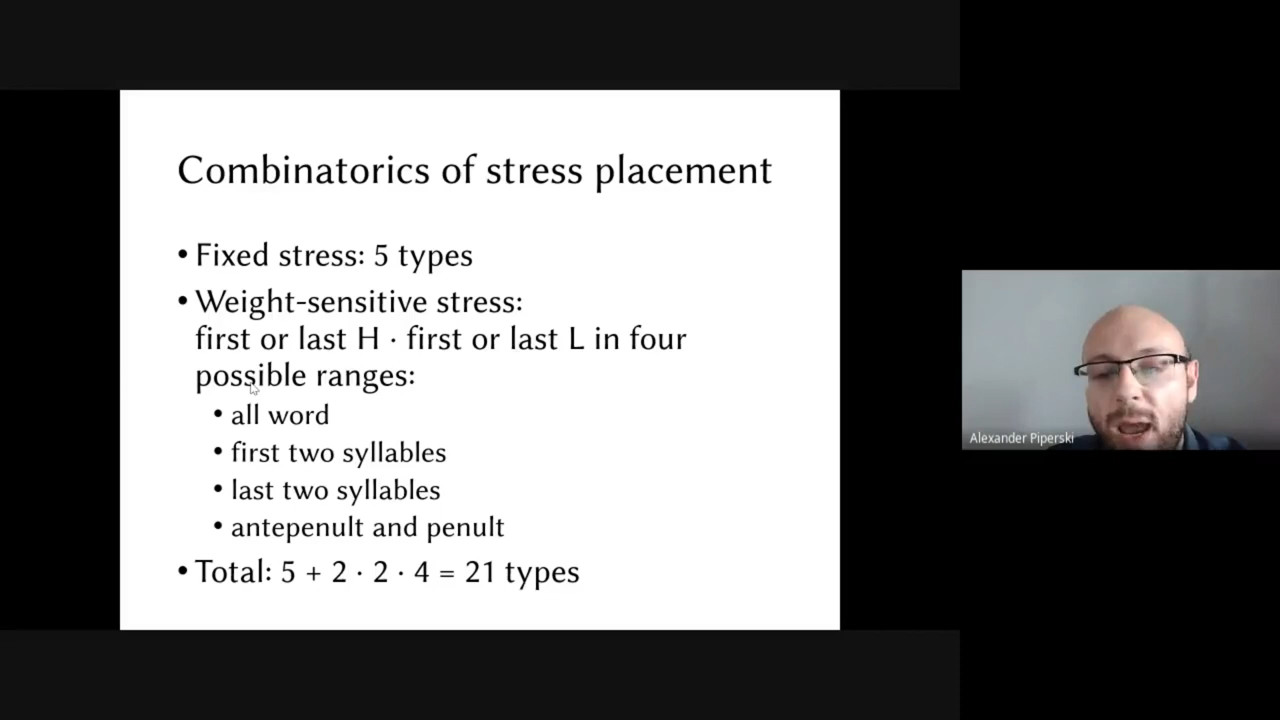 Combinatorics of stress placement
• Fixed stress: 5 types
• Weight-sensitive stress:
first or last H · first or last L in four
possible ranges:
• all word
• first two syllables
• last two syllables
• antepenult and penult
• Total: 5 + 2 · 2 · 4 = 21 types
Alexander Piperski